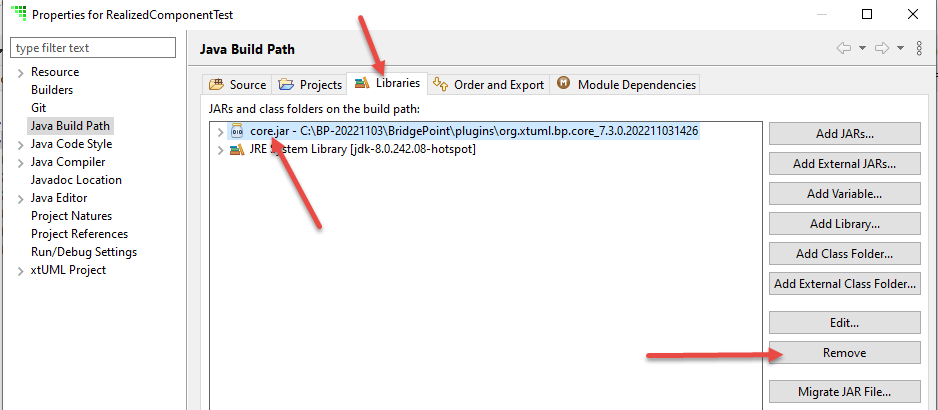 Properties for RealizedComponentTest
type filter text
Resource
Builders
Git
Java Build Path
Java Code Style
Java Compiler
Javadoc Location
Java Editor
Project Natures
Project References
Run/Debug Settings
xtUML Project
Java Build Path
Source Projects Libraries Order and Export Module Dependencies
JARs and class folders on the build path:
core.jar - C:\BP-20221103\BridgePoint\plugins\org.xtuml.bp.core_7.3.0.202211031426
JRE System Library [jdk-8.0.242.08-hotspot]
Add JARs...
Add External JARs...
Add Variable...
Add Library...
Add Class Folder...
Add External Class Folder...
Edit...
Remove
Migrate JAR File...